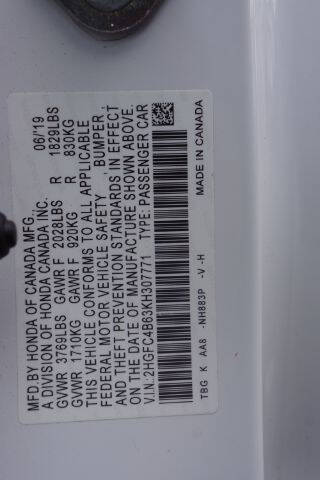 MFD.BY HONDA OF CANADA MFG.
A DIVISION OF HONDA CANADA INC. 06/19
GVWR 3769LBS GAWR F 2028LBS R 1829LBS
GVWR 1710KG GAWR F 920KG R 830KG
THIS VEHICLE CONFORMS TO ALL APPLICABLE
FEDERAL MOTOR VEHICLE SAFETY, BUMPER,
AND THEFT PREVENTION STANDARDS IN EFFECT
ON THE DATE OF MANUFACTURE SHOWN ABOVE.
V.I.N.: 2HGFC4B63KH307771 TYPE: PASSENGER CAR
TBG K AA8 -NH883P -V -H MADE IN CANADA